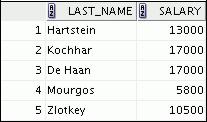 LAST_NAME SALARY
1 Hartstein 13000
2 Kochhar 17000
3 De Haan 17000
4 Mourgos 5800
5 Zlotkey 10500